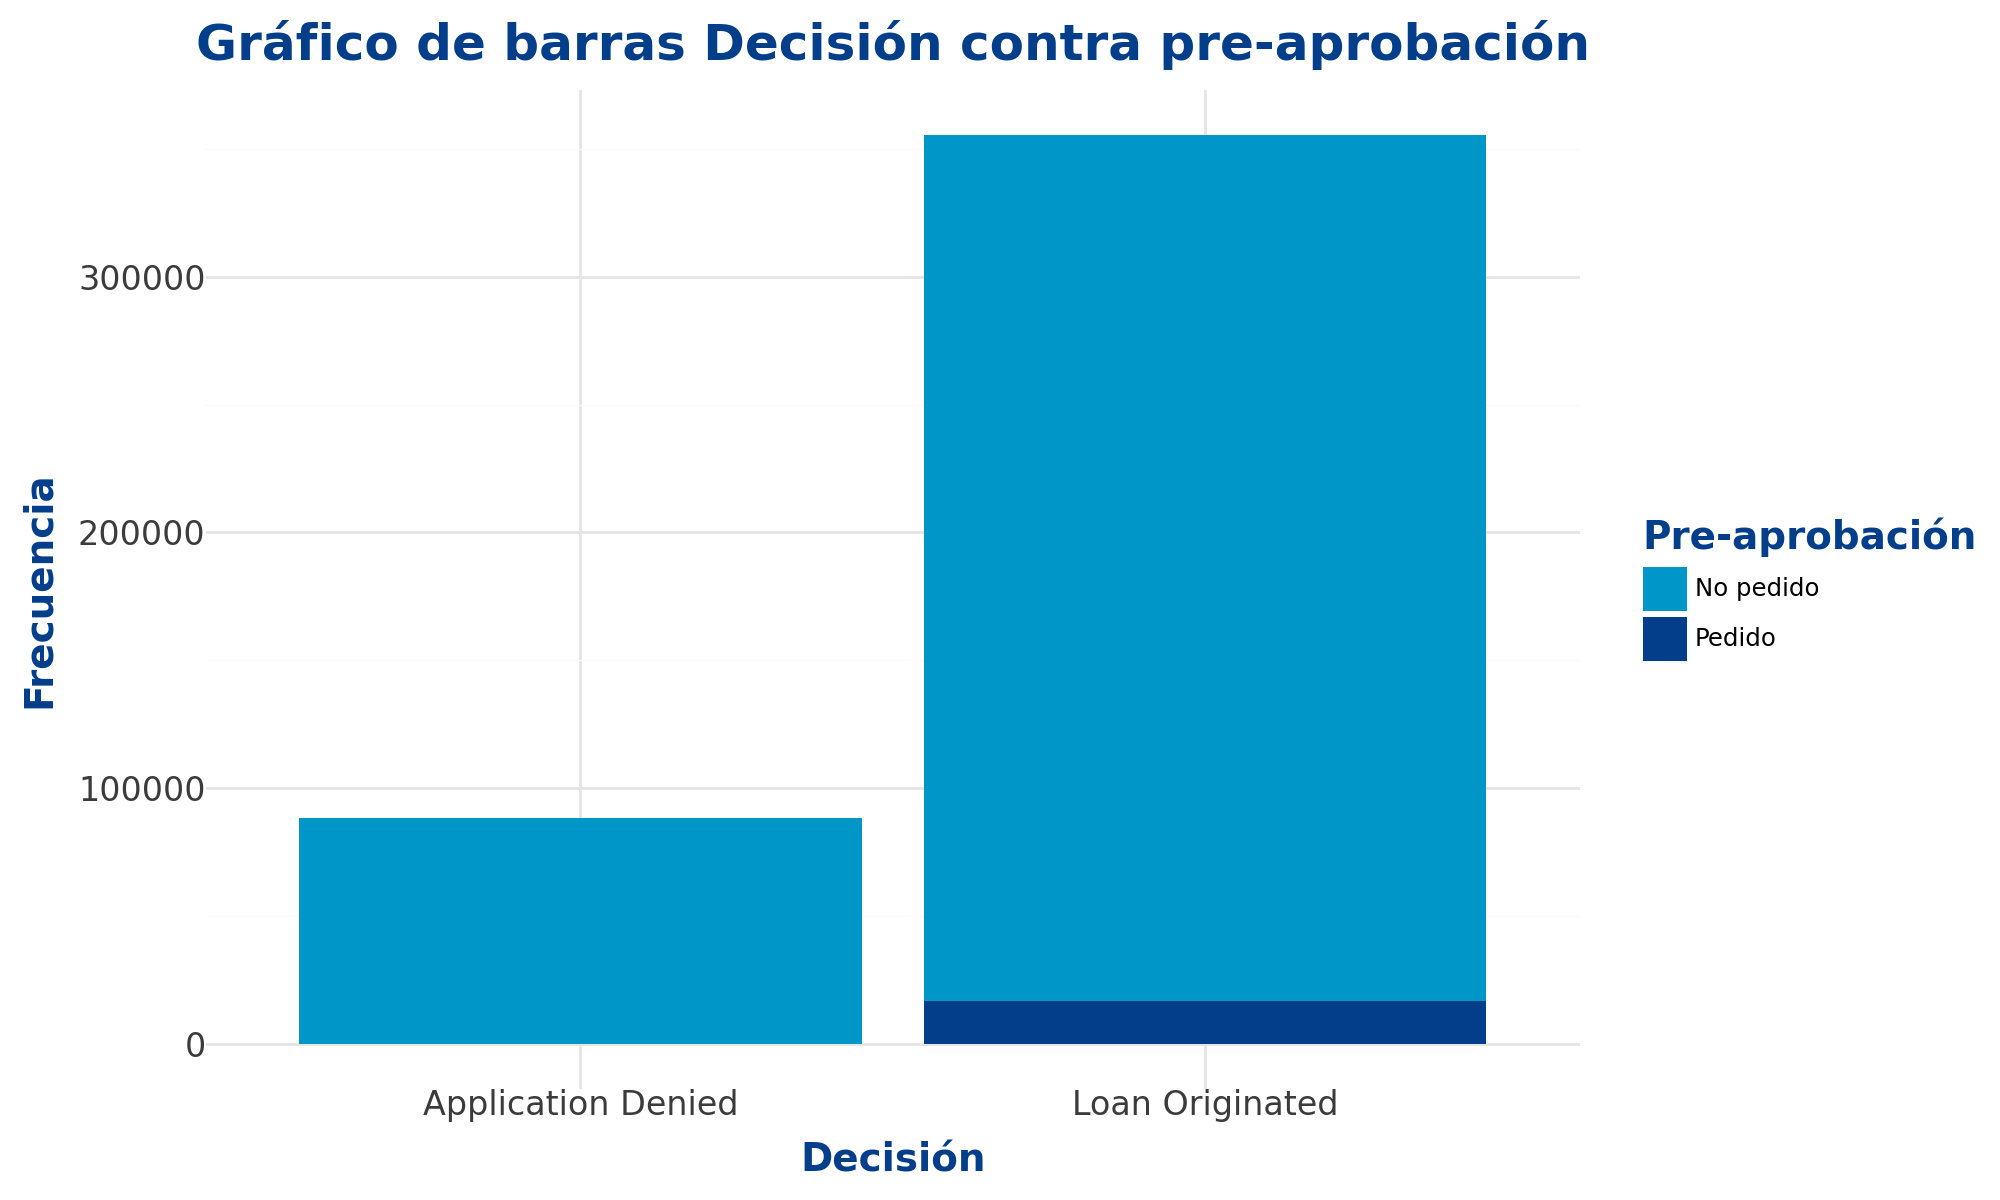 Gráfico de barras Decisión contra pre-aprobación
Frecuencia
300000
200000
100000
0
Application Denied
Loan Originated
Decisión
Pre-aprobación
No pedido
Pedido